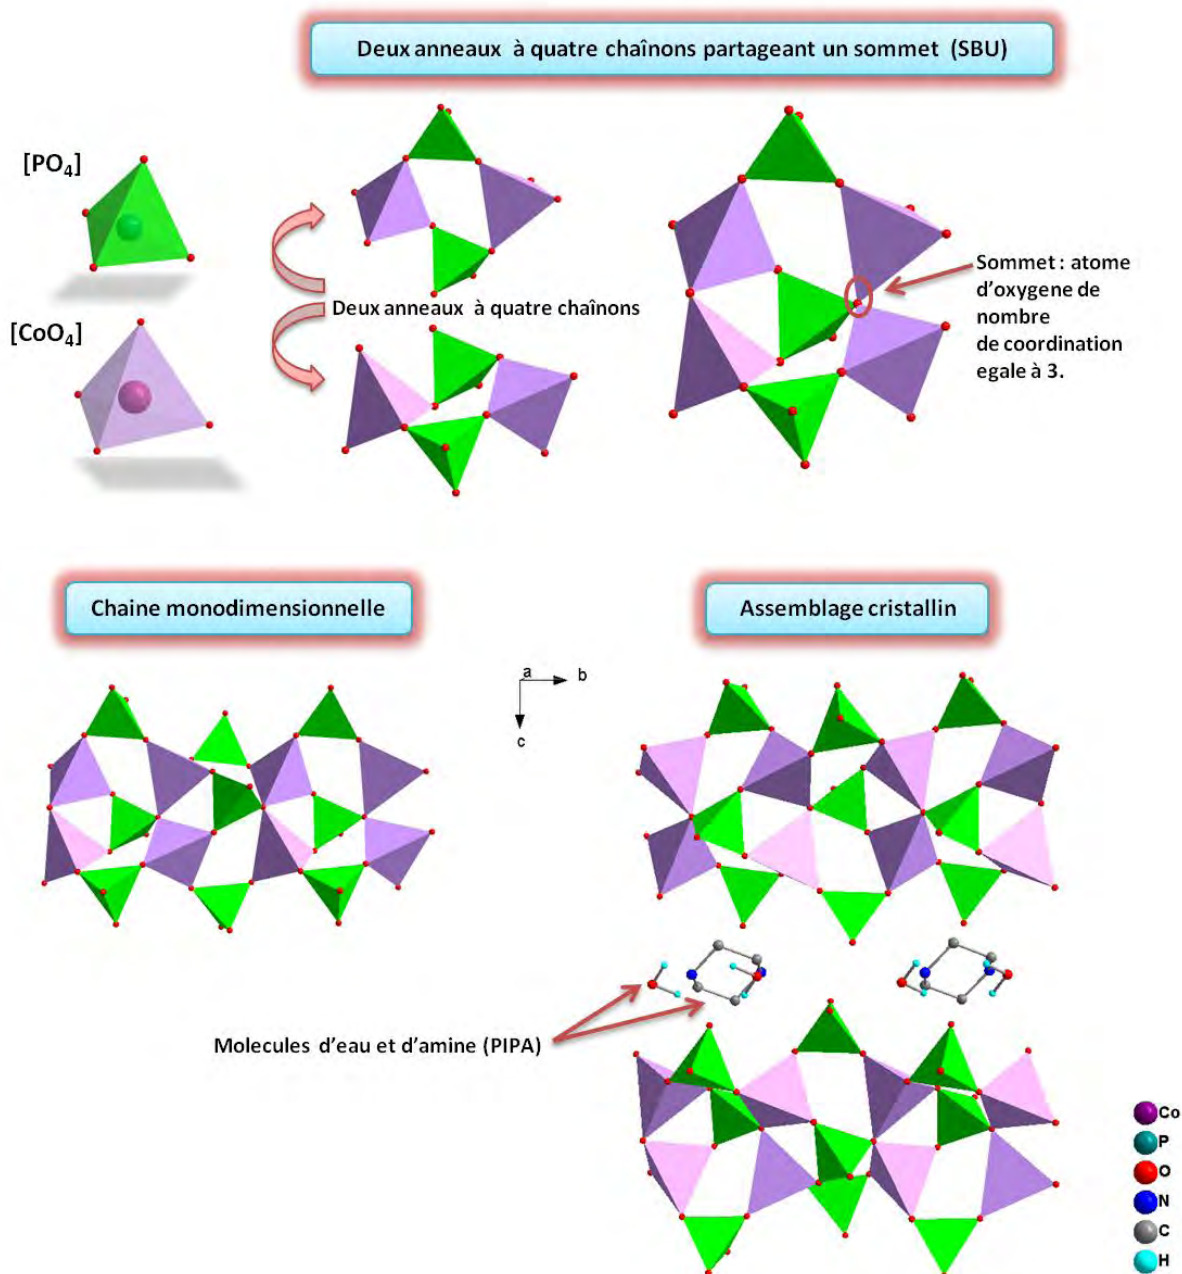 Deux anneaux à quatre chaînons partageant un sommet (SBU)
[PO₄]
[CoO₄]
Deux anneaux à quatre chaînons
Sommet : atome
d'oxygene de
nombre
de coordination
egale à 3.
Chaine monodimensionnelle
Assemblage cristallin
a
b
c
Molecules d'eau et d'amine (PIPA)
Co
P
O
N
C
H